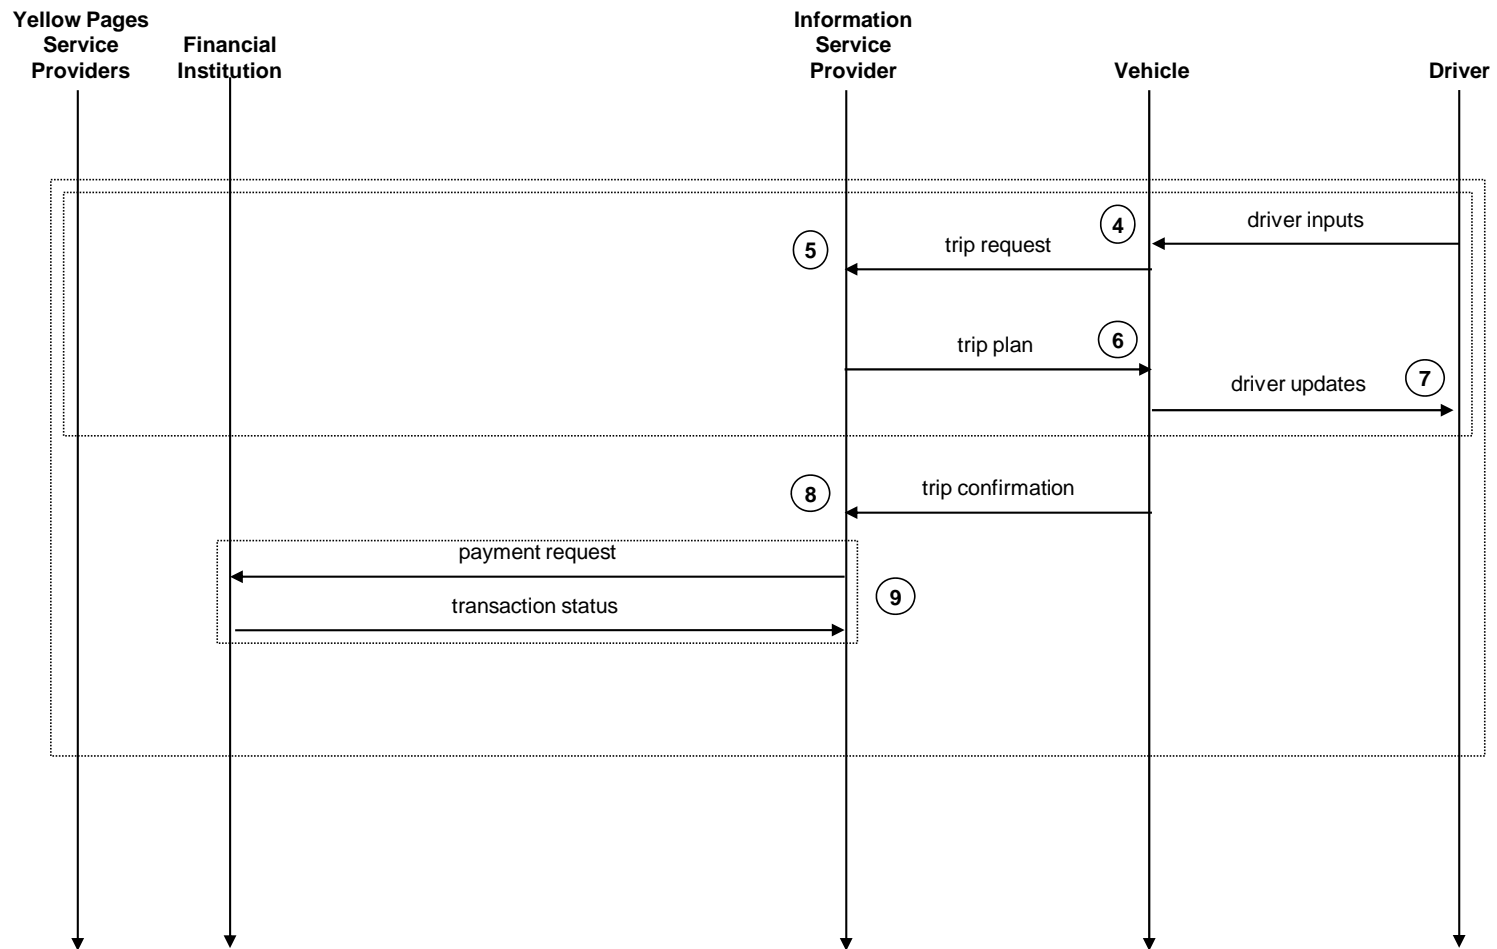 Yellow Pages
Service
Providers
Financial
Institution
Information
Service
Provider
Vehicle
Driver
driver inputs
4
trip request
5
trip plan
6
driver updates
7
trip confirmation
8
payment request
transaction status
9